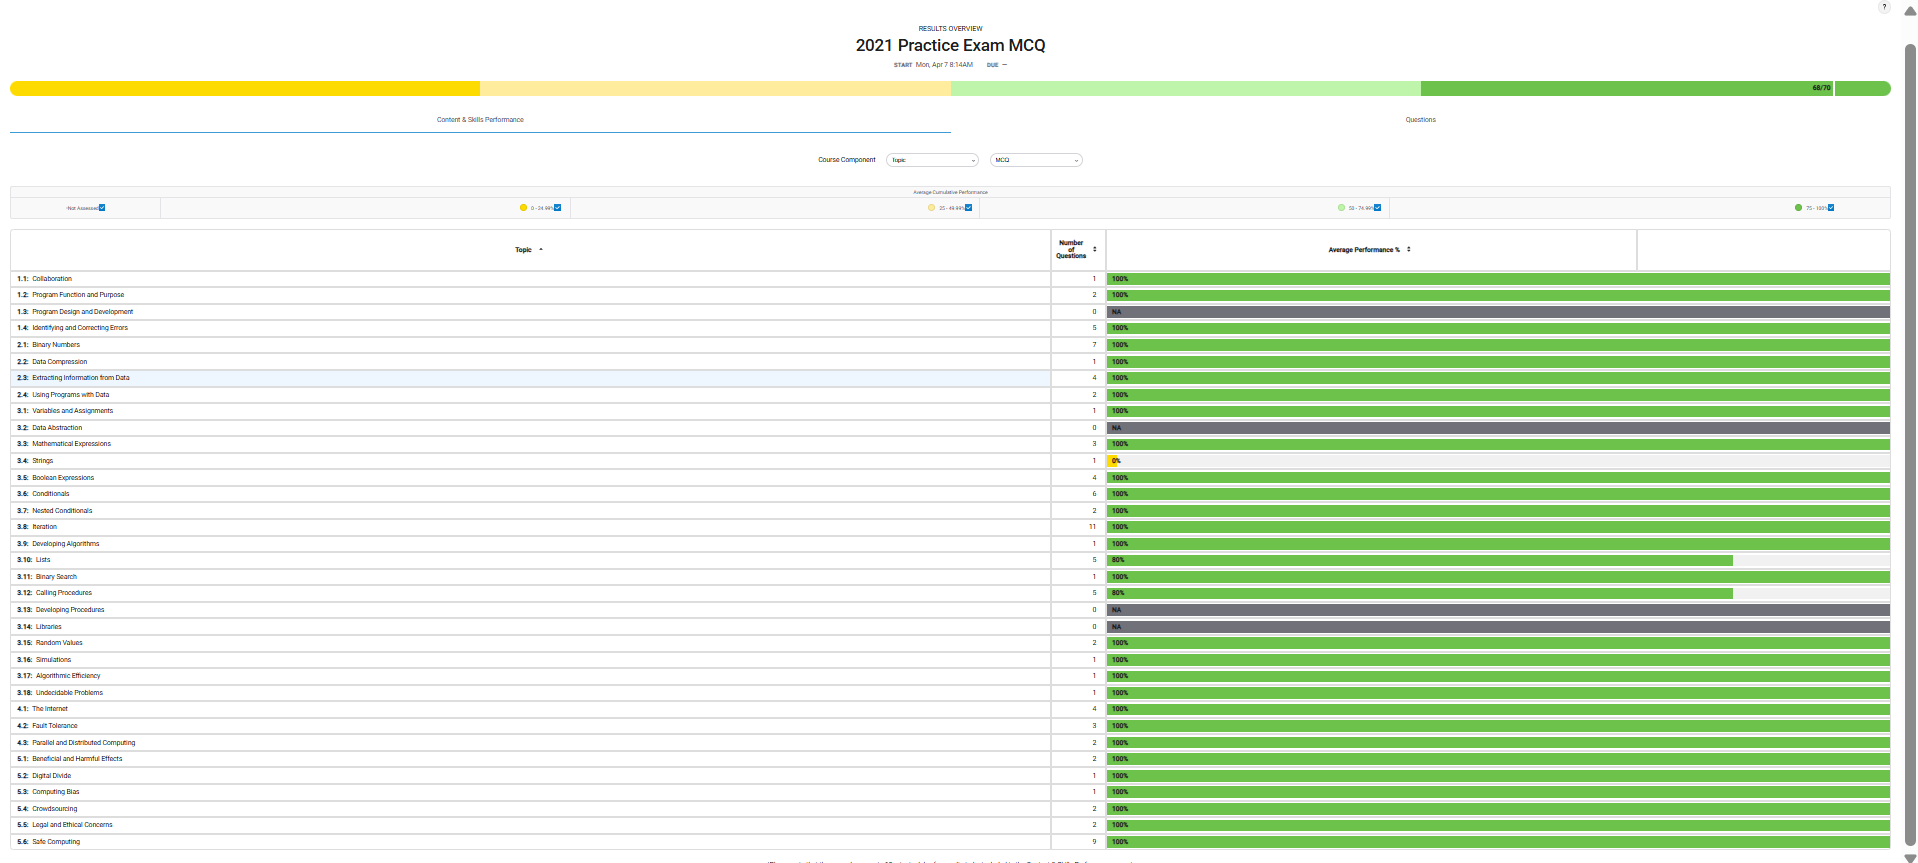 ?
RESULTS OVERVIEW
2021 Practice Exam MCQ
START Mon, Apr 7 8:14AM DUE —
68/70
Content & Skills Performance Questions
Course Component Topic MCQ
Average Cumulative Performance
Not Assessed 0 - 24.99% 25 - 49.99% 50 - 74.99% 75 - 100%
Topic Number of Questions Average Performance %
1.1: Collaboration 1 100%
1.2: Program Function and Purpose 2 100%
1.3: Program Design and Development 0 NA
1.4: Identifying and Correcting Errors 5 100%
2.1: Binary Numbers 7 100%
2.2: Data Compression 1 100%
2.3: Extracting Information from Data 4 100%
2.4: Using Programs with Data 2 100%
3.1: Variables and Assignments 1 100%
3.2: Data Abstraction 0 NA
3.3: Mathematical Expressions 3 100%
3.4: Strings 1 0%
3.5: Boolean Expressions 4 100%
3.6: Conditionals 6 100%
3.7: Nested Conditionals 2 100%
3.8: Iteration 11 100%
3.9: Developing Algorithms 1 100%
3.10: Lists 5 80%
3.11: Binary Search 1 100%
3.12: Calling Procedures 5 80%
3.13: Developing Procedures 0 NA
3.14: Libraries 0 NA
3.15: Random Values 2 100%
3.16: Simulations 1 100%
3.17: Algorithmic Efficiency 1 100%
3.18: Undecidable Problems 1 100%
4.1: The Internet 4 100%
4.2: Fault Tolerance 3 100%
4.3: Parallel and Distributed Computing 2 100%
5.1: Beneficial and Harmful Effects 2 100%
5.2: Digital Divide 1 100%
5.3: Computing Bias 1 100%
5.4: Crowdsourcing 2 100%
5.5: Legal and Ethical Concerns 2 100%
5.6: Safe Computing 9 100%